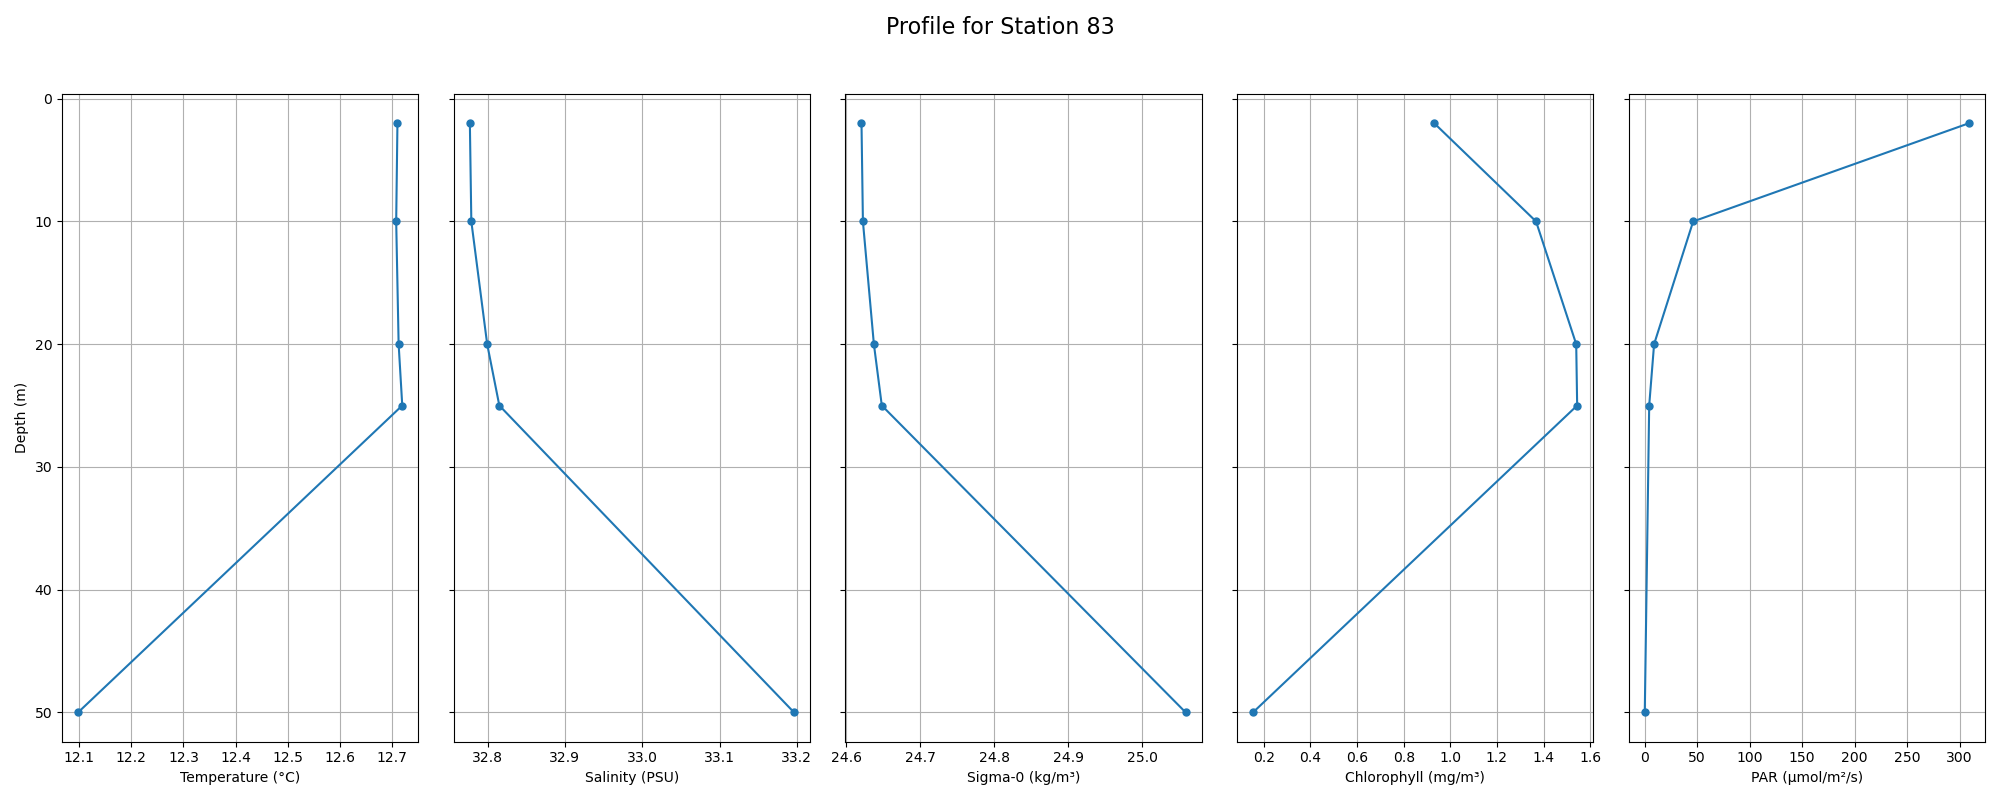 Profile for Station 83
Depth (m)
0
10
20
30
40
50
12.1 12.2 12.3 12.4 12.5 12.6 12.7
Temperature (°C)
32.8 32.9 33.0 33.1 33.2
Salinity (PSU)
24.6 24.7 24.8 24.9 25.0
Sigma-0 (kg/m³)
0.2 0.4 0.6 0.8 1.0 1.2 1.4 1.6
Chlorophyll (mg/m³)
0 50 100 150 200 250 300
PAR (µmol/m²/s)